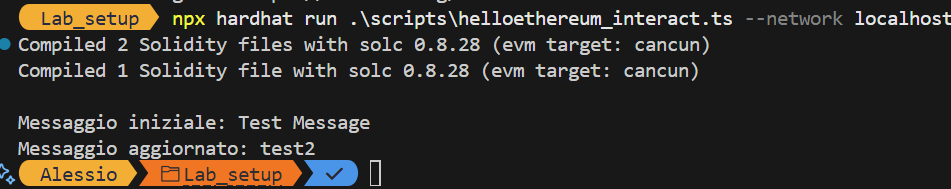 Lab_setup npx hardhat run .\scripts\helloethereum_interact.ts --network localhost
Compiled 2 Solidity files with solc 0.8.28 (evm target: cancun)
Compiled 1 Solidity file with solc 0.8.28 (evm target: cancun)
Messaggio iniziale: Test Message
Messaggio aggiornato: test2
Alessio Lab_setup